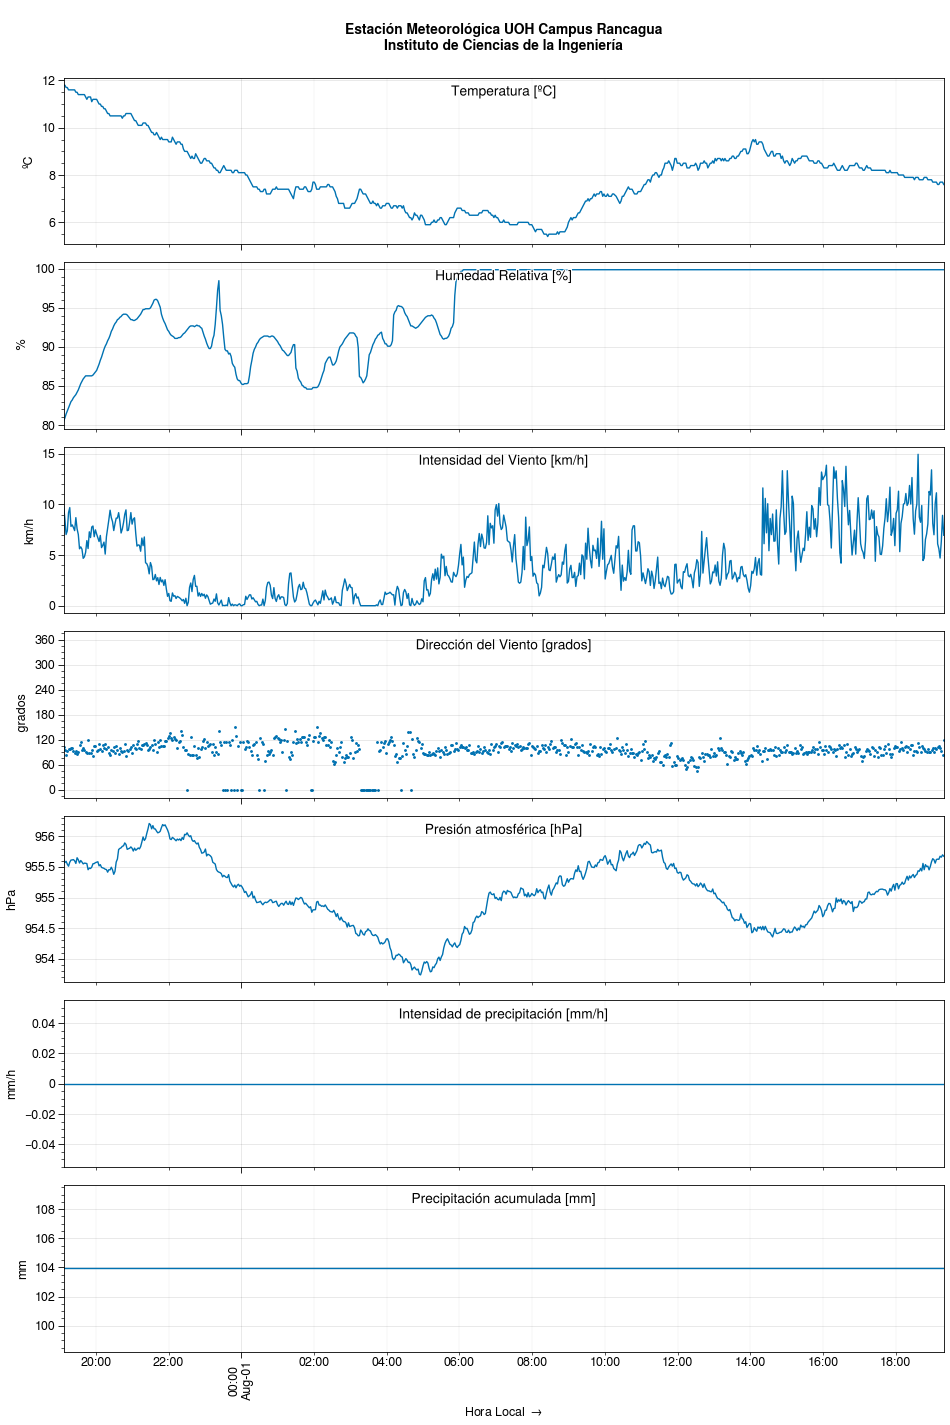 Estación Meteorológica UOH Campus Rancagua
Instituto de Ciencias de la Ingeniería
Temperatura [ºC]
12
10
8
6
ºC
Humedad Relativa [%]
100
95
90
85
80
%
Intensidad del Viento [km/h]
15
10
5
0
km/h
Dirección del Viento [grados]
360
300
240
180
120
60
0
grados
Presión atmosférica [hPa]
956
955.5
955
954.5
954
hPa
Intensidad de precipitación [mm/h]
0.04
0.02
0
−0.02
−0.04
mm/h
Precipitación acumulada [mm]
108
106
104
102
100
mm
20:00 22:00 00:00 02:00 04:00 06:00 08:00 10:00 12:00 14:00 16:00 18:00
Aug-01
Hora Local →